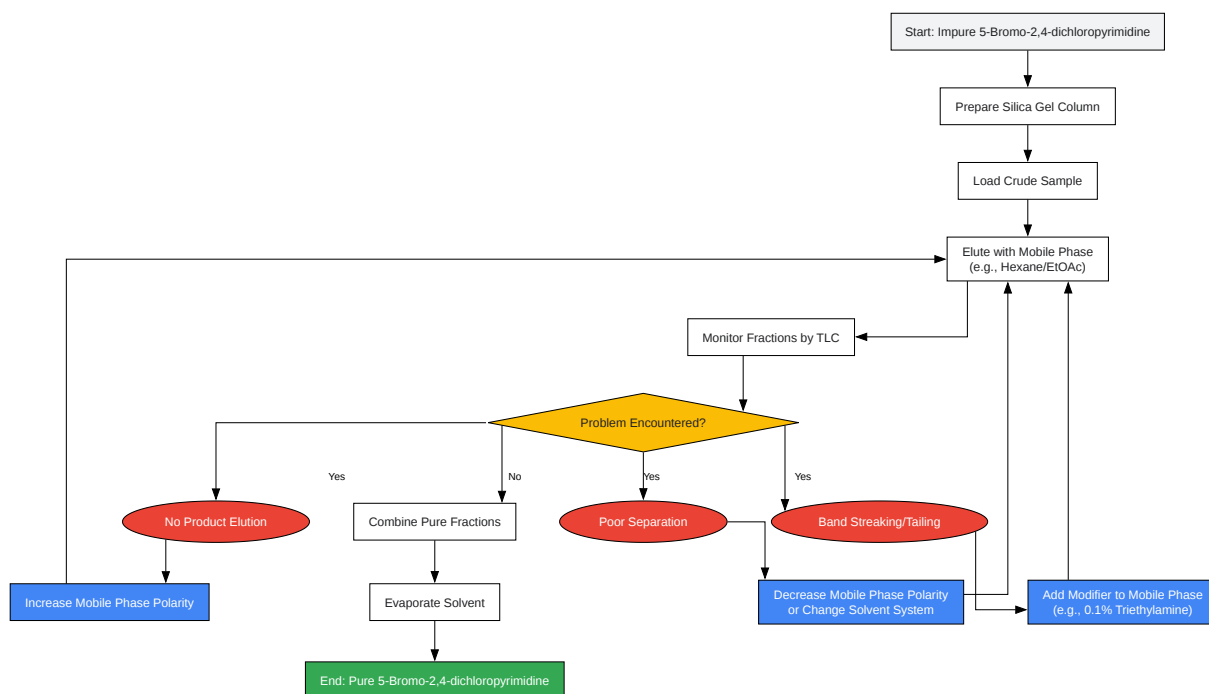 Start: Impure 5-Bromo-2,4-dichloropyrimidine
Prepare Silica Gel Column
Load Crude Sample
Elute with Mobile Phase
(e.g., Hexane/EtOAc)
Monitor Fractions by TLC
Problem Encountered?
Yes
No
Yes
Yes
No Product Elution
Combine Pure Fractions
Poor Separation
Band Streaking/Tailing
Increase Mobile Phase Polarity
Evaporate Solvent
Decrease Mobile Phase Polarity
or Change Solvent System
Add Modifier to Mobile Phase
(e.g., 0.1% Triethylamine)
End: Pure 5-Bromo-2,4-dichloropyrimidine